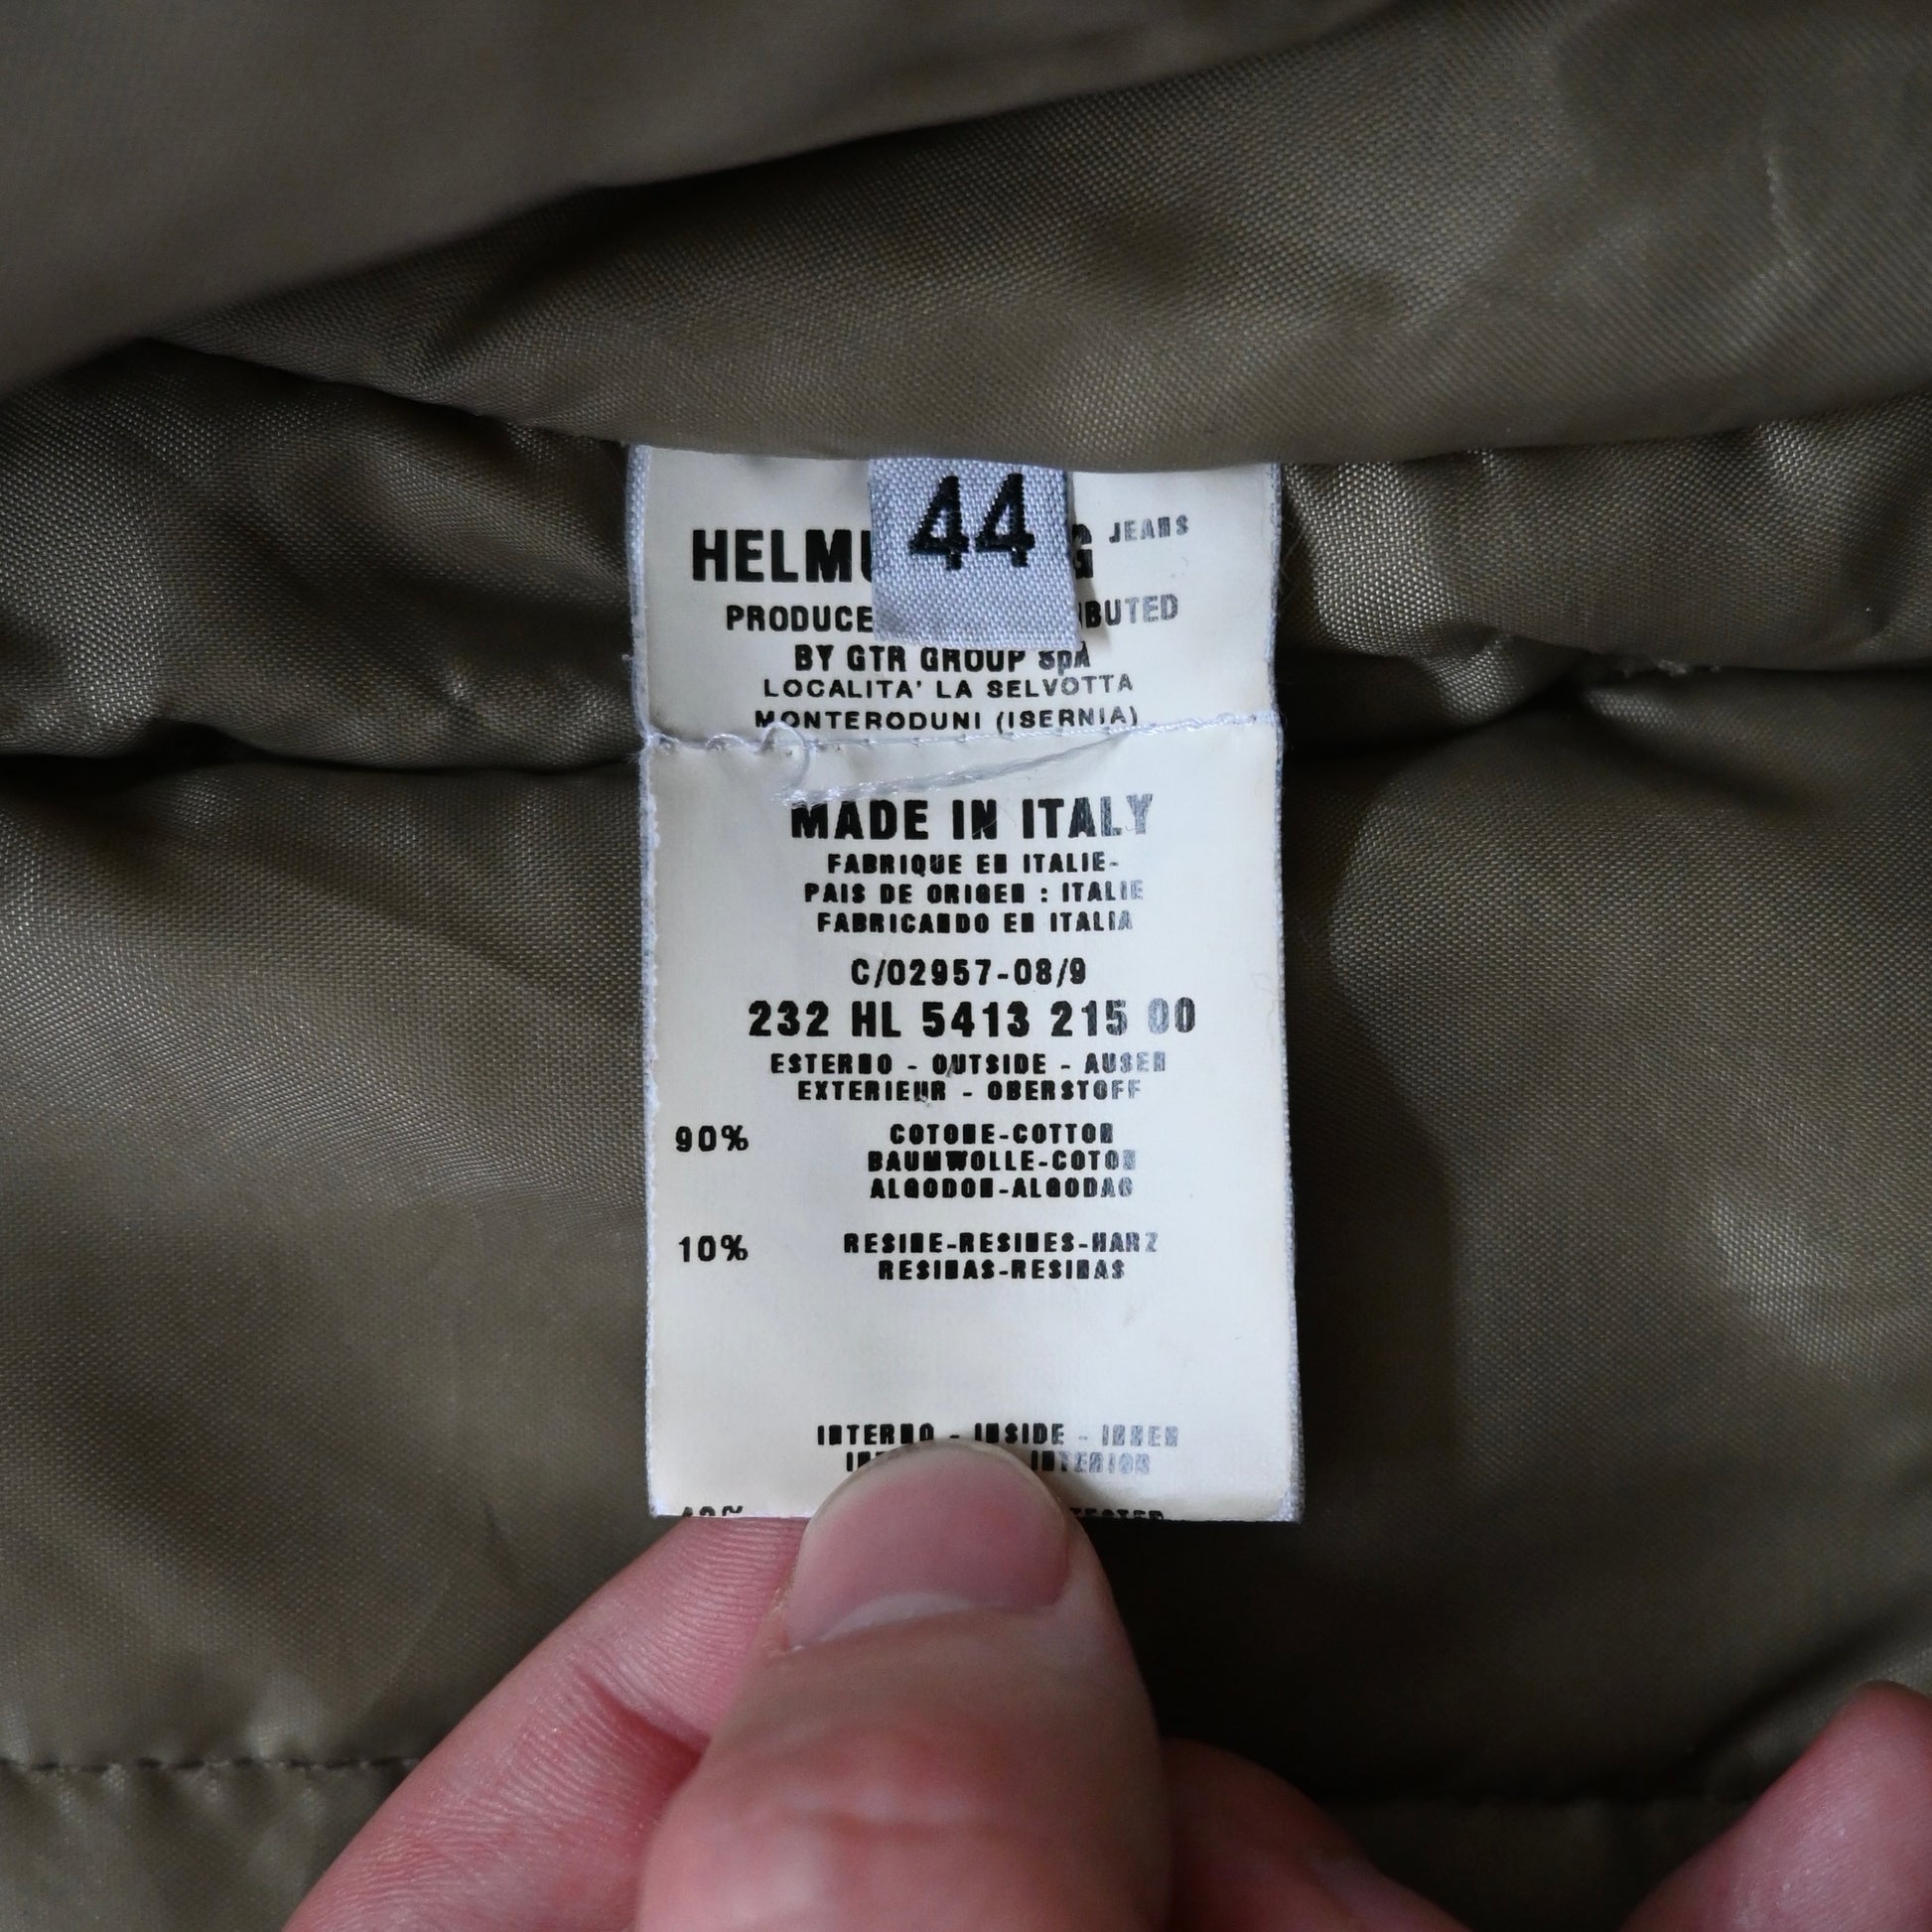 44
HELMU G JEANS
PRODUCE IBUTED
BY GTR GROUP SpA
LOCALITA' LA SELVOTTA
MONTERODUNI (ISERNIA)
MADE IN ITALY
FABRIQUE EN ITALIE-
PAIS DE ORIGEN : ITALIE
FABRICANDO EN ITALIA
C/02957-08/9
232 HL 5413 215 00
ESTERNO - OUTSIDE - AUSEN
EXTERIEUR - OBERSTOFF
90% COTONE-COTTON
BAUMWOLLE-COTON
ALGODON-ALGODAO
10% RESINE-RESINES-HARZ
RESINAS-RESINAS
INTERNO - INSIDE - INNEN
INTERIOR